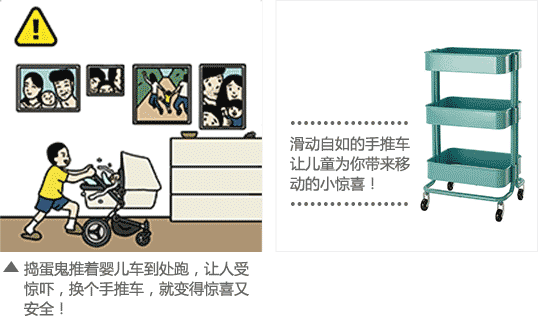 滑动自如的手推车
让儿童为你带来移
动的小惊喜！
捣蛋鬼推着婴儿车到处跑，让人受
惊吓，换个手推车，就变得惊喜又
安全！